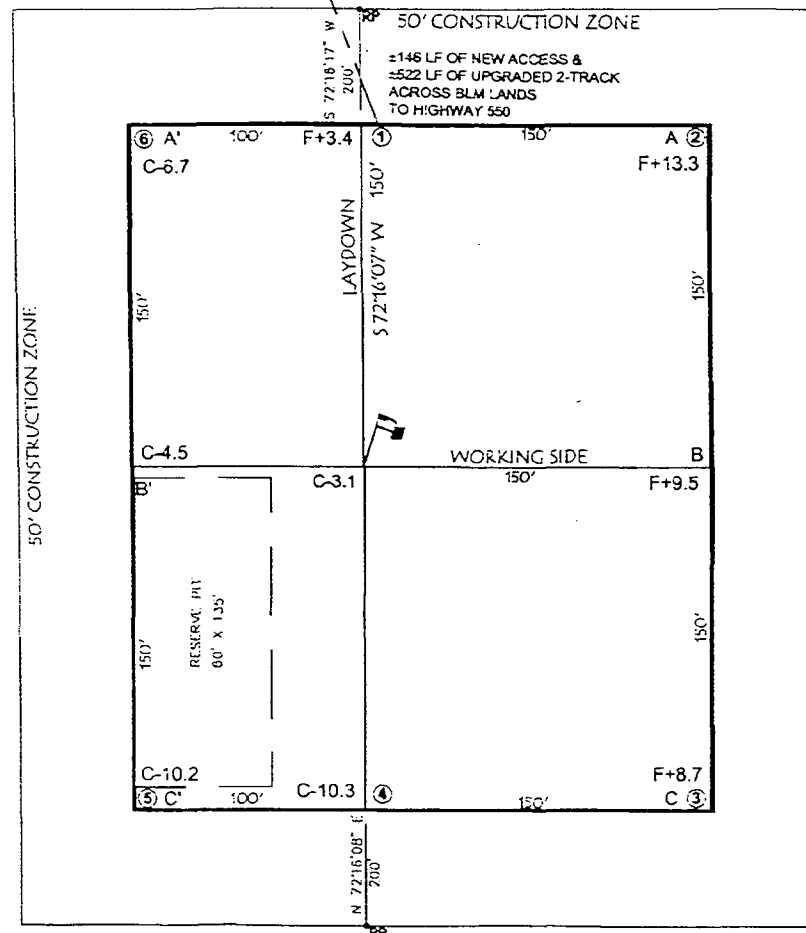 RP
50' CONSTRUCTION ZONE
S 72°18'17" W
200'
±146 LF OF NEW ACCESS &
±522 LF OF UPGRADED 2-TRACK
ACROSS BLM LANDS
TO HIGHWAY 550
⑥ A' 100' F+3.4 ① 150' A ②
C-6.7
F+13.3
LAYDOWN
150'
S 72°16'07" W
150'
150'
50' CONSTRUCTION ZONE
C-4.5
WORKING SIDE
B
B'
C-3.1
150'
F+9.5
RESERVE PIT
60' X 135'
150'
150'
C-10.2
F+8.7
⑤ C' 100' C-10.3 ④ 150' C ③
N 72°16'08" E
200'
RP